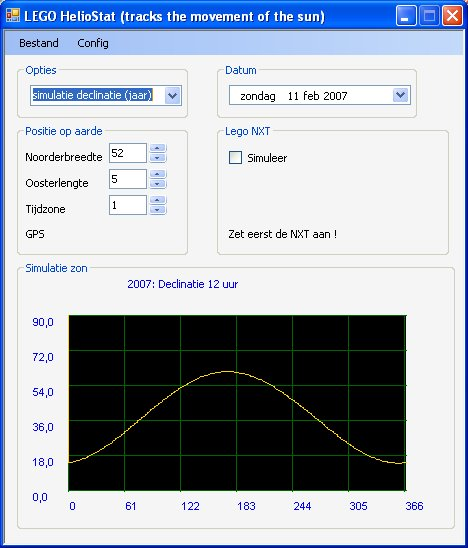 LEGO HelioStat (tracks the movement of the sun)
Bestand Config
Opties
simulatie declinatie (jaar)
Datum
zondag 11 feb 2007
Positie op aarde
Noorderbreedte 52
Oosterlengte 5
Tijdzone 1
GPS
Lego NXT
Simuleer
Zet eerst de NXT aan !
Simulatie zon
2007: Declinatie 12 uur
90,0
72,0
54,0
36,0
18,0
0,0
0 61 122 183 244 305 366